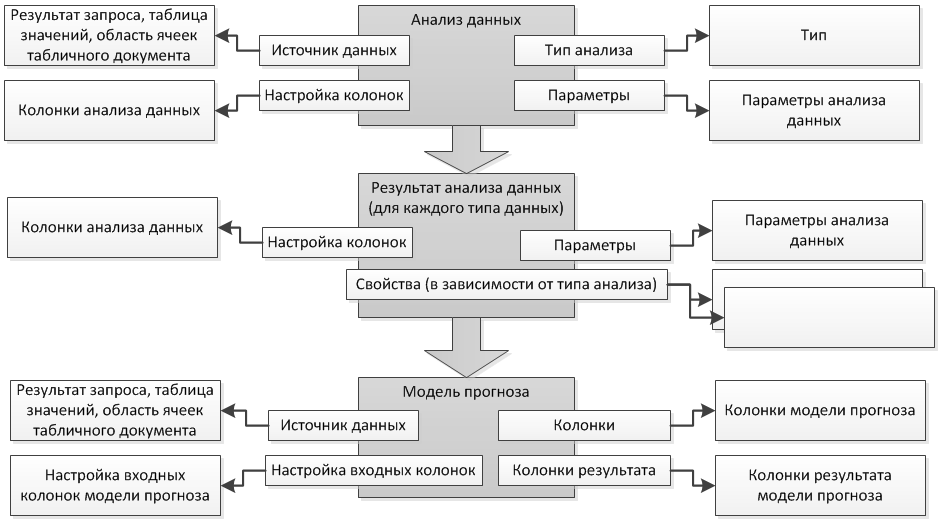 Анализ данных
Результат запроса, таблица
значений, область ячеек
табличного документа
Источник данных
Тип анализа
Тип
Колонки анализа данных
Настройка колонок
Параметры
Параметры анализа
данных
Результат анализа данных
(для каждого типа данных)
Колонки анализа данных
Настройка колонок
Параметры
Параметры анализа
данных
Свойства (в зависимости от типа анализа)
Модель прогноза
Результат запроса, таблица
значений, область ячеек
табличного документа
Источник данных
Колонки
Колонки модели прогноза
Настройка входных
колонок модели прогноза
Настройка входных колонок
Колонки результата
Колонки результата
модели прогноза